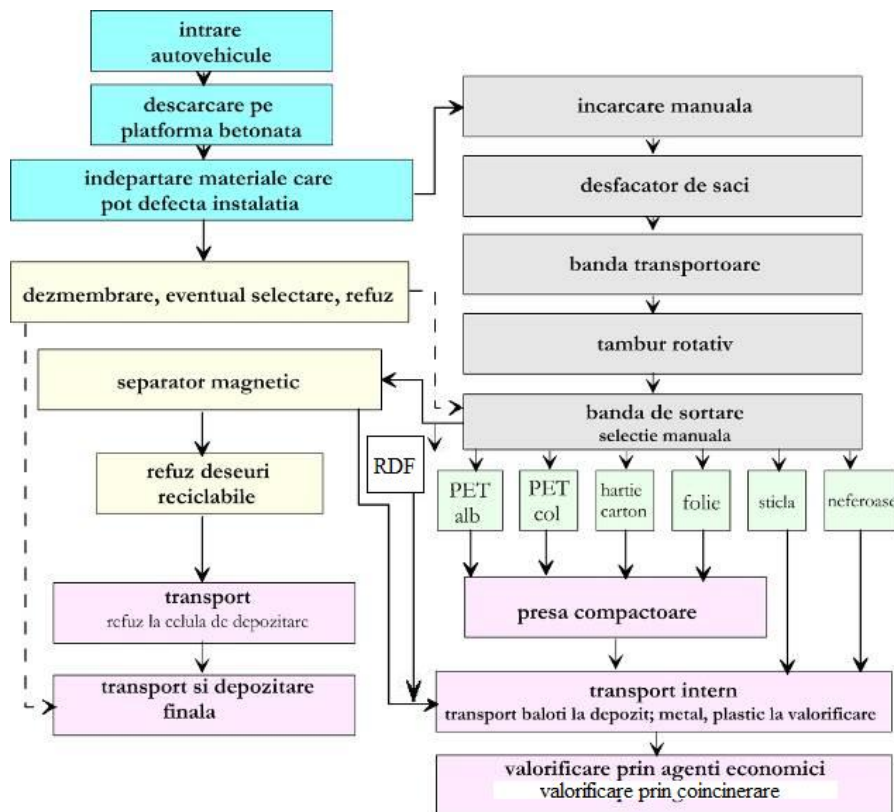 intrare
autovehicule
descarcare pe
platforma betonata
indepartare materiale care
pot defecta instalatia
dezmembrare, eventual selectare, refuz
separator magnetic
refuz deseuri
reciclabile
transport
refuz la celula de depozitare
transport si depozitare
finala
incarcare manuala
desfacator de saci
banda transportoare
tambur rotativ
banda de sortare
selectie manuala
RDF
PET
alb
PET
col
hartie
carton
folie
sticla
neferoase
presa compactoare
transport intern
transport baloti la depozit; metal, plastic la valorificare
valorificare prin agenti economici
valorificare prin coincinerare